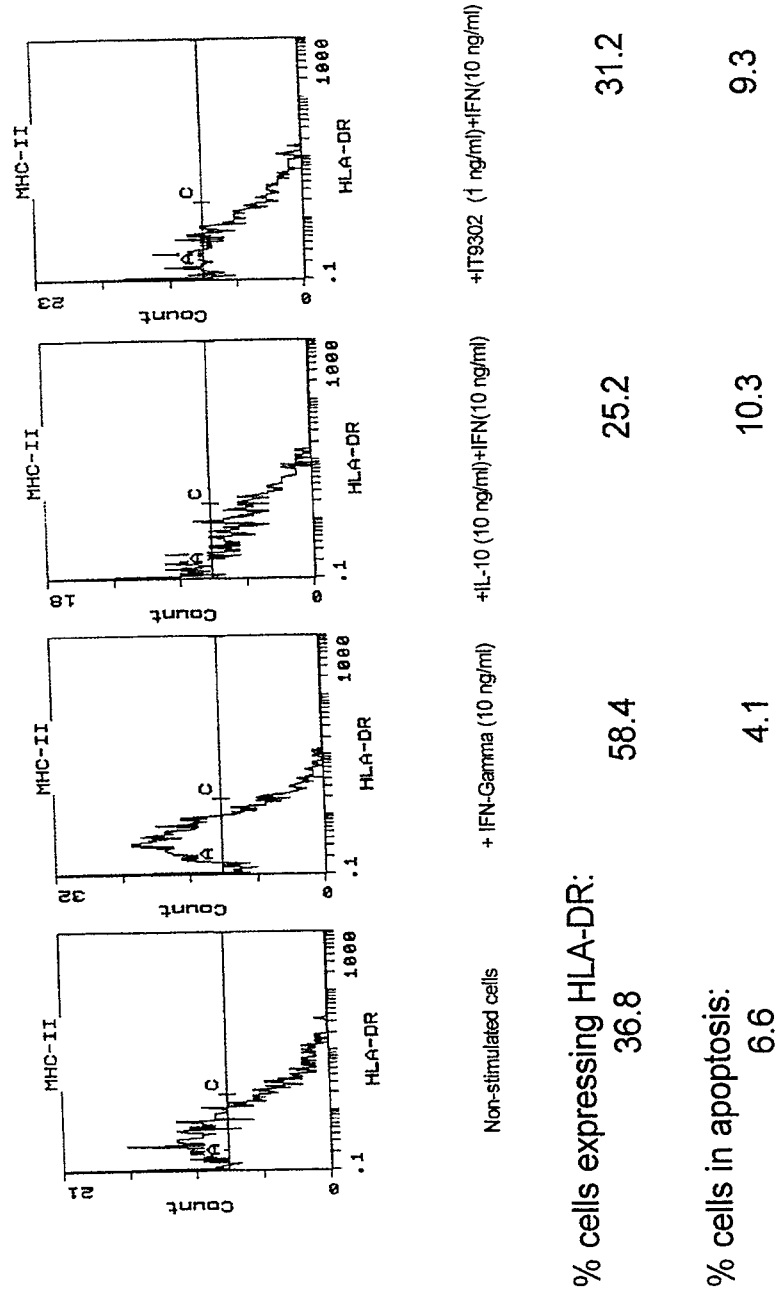 MHC-II
21
Count
0
A
C
.1
1000
HLA-DR
MHC-II
32
Count
0
A
C
.1
1000
HLA-DR
MHC-II
18
Count
0
A
C
.1
1000
HLA-DR
MHC-II
23
Count
0
A
C
.1
1000
HLA-DR
Non-stimulated cells
+ IFN-Gamma (10 ng/ml)
+IL-10 (10 ng/ml)+IFN(10 ng/ml)
+IT9302 (1 ng/ml)+IFN(10 ng/ml)
% cells expressing HLA-DR:
36.8 58.4 25.2 31.2
% cells in apoptosis:
6.6 4.1 10.3 9.3